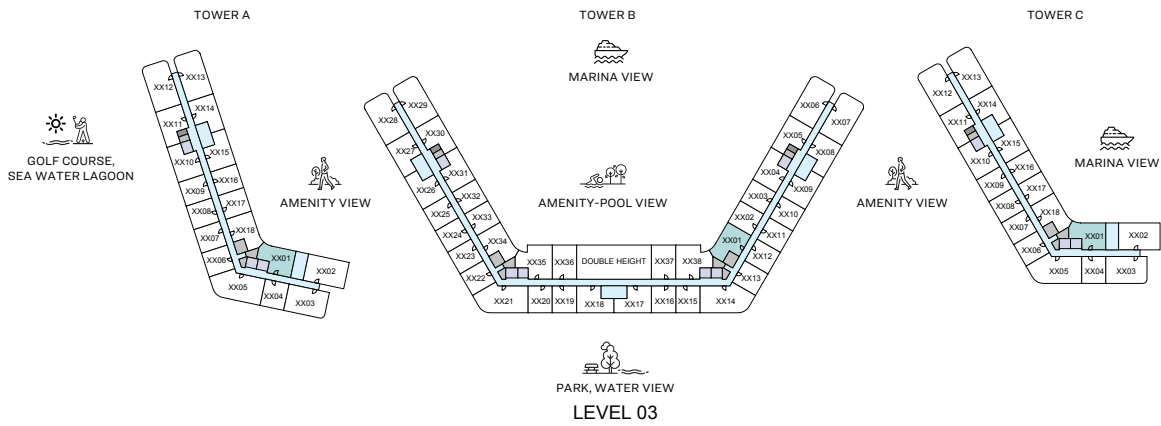 TOWER A
TOWER B
TOWER C
MARINA VIEW
GOLF COURSE,
SEA WATER LAGOON
AMENITY VIEW
AMENITY-POOL VIEW
AMENITY VIEW
MARINA VIEW
XX13
XX12
XX14
XX11
XX15
XX10
XX16
XX09
XX17
XX08
XX18
XX07
XX06
XX01
XX02
XX05
XX04
XX03
XX29
XX28
XX30
XX27
XX31
XX26
XX32
XX25
XX33
XX24
XX34
XX23
XX22
XX21
XX35
XX36
DOUBLE HEIGHT
XX37
XX38
XX20
XX19
XX18
XX17
XX16
XX15
XX14
XX06
XX07
XX05
XX08
XX04
XX09
XX03
XX10
XX02
XX11
XX01
XX12
XX13
XX13
XX12
XX14
XX11
XX15
XX10
XX16
XX09
XX17
XX08
XX18
XX07
XX06
XX01
XX02
XX05
XX04
XX03
PARK, WATER VIEW
LEVEL 03